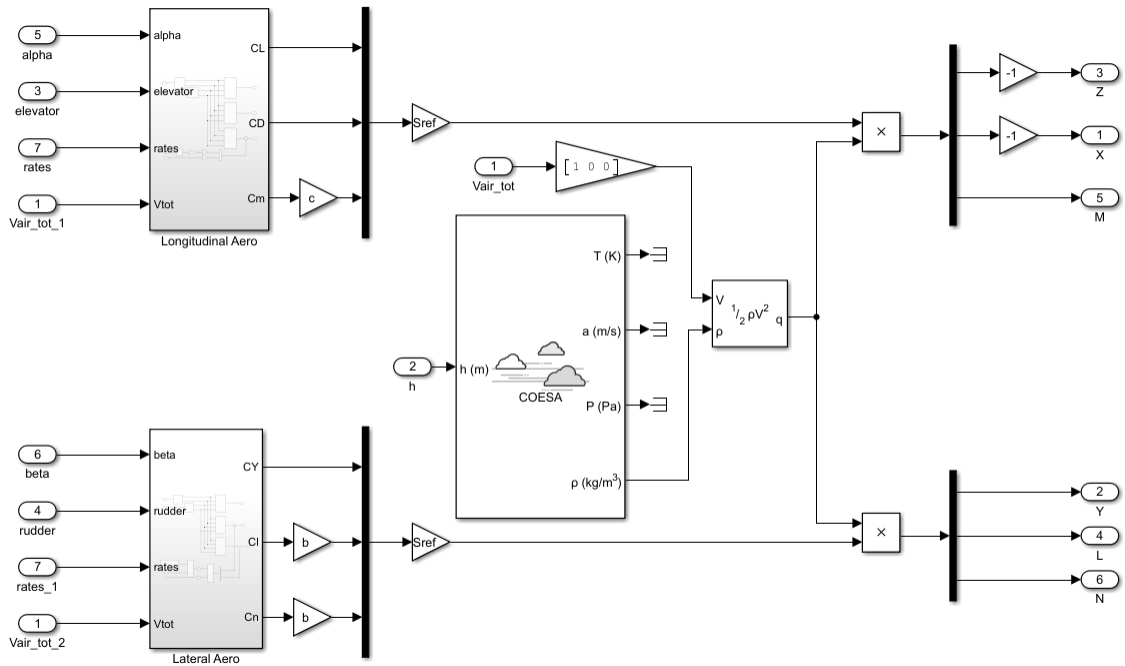 5
alpha
3
elevator
7
rates
1
Vair_tot_1
alpha
elevator
rates
Vtot
CL
CD
Cm
Longitudinal Aero
c
Sref
1
Vair_tot
[ 1 0 0 ]
2
h
h (m)
COESA
T (K)
a (m/s)
P (Pa)
ρ (kg/m³)
V
ρ
1/2 ρV²
q
×
-1
3
Z
-1
1
X
5
M
6
beta
4
rudder
7
rates_1
1
Vair_tot_2
beta
rudder
rates
Vtot
CY
Cl
Cn
Lateral Aero
b
b
Sref
×
2
Y
4
L
6
N